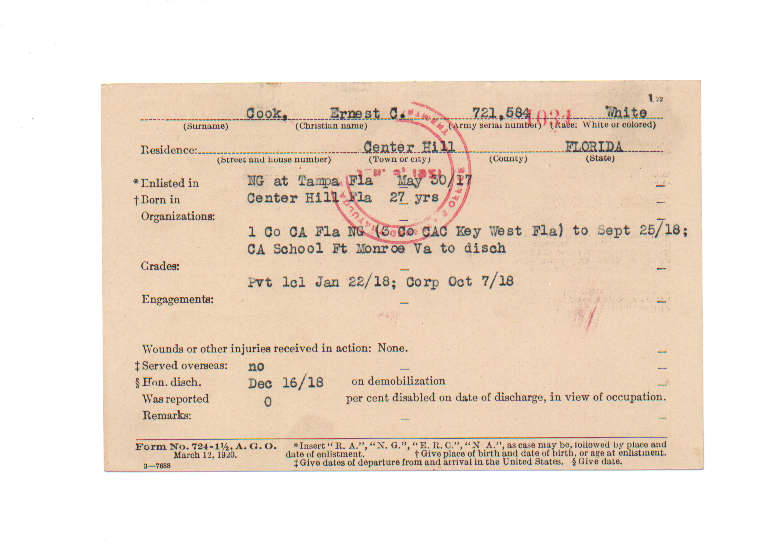 1½
Cook, Ernest C. 721,584 1034 White
(Surname) (Christian name) (Army serial number) (Race: White or colored)
Residence: Center Hill FLORIDA
(Street and house number) (Town or city) (County) (State)
*Enlisted in NG at Tampa Fla May 30/17
†Born in Center Hill Fla 27 yrs
Organizations:
1 Co CA Fla NG (3 Co CAC Key West Fla) to Sept 25/18;
CA School Ft Monroe Va to disch
Grades:
Pvt 1cl Jan 22/18; Corp Oct 7/18
Engagements:
Wounds or other injuries received in action: None.
‡Served overseas: no
§Hon. disch. Dec 16/18 on demobilization
Was reported 0 per cent disabled on date of discharge, in view of occupation.
Remarks:
Form No. 724-1½, A. G. O. *Insert "R. A.", "N. G.", "E. R. C.", "N A.", as case may be, followed by place and
March 12, 1920. date of enlistment. †Give place of birth and date of birth, or age at enlistment.
3—7688 ‡Give dates of departure from and arrival in the United States. §Give date.